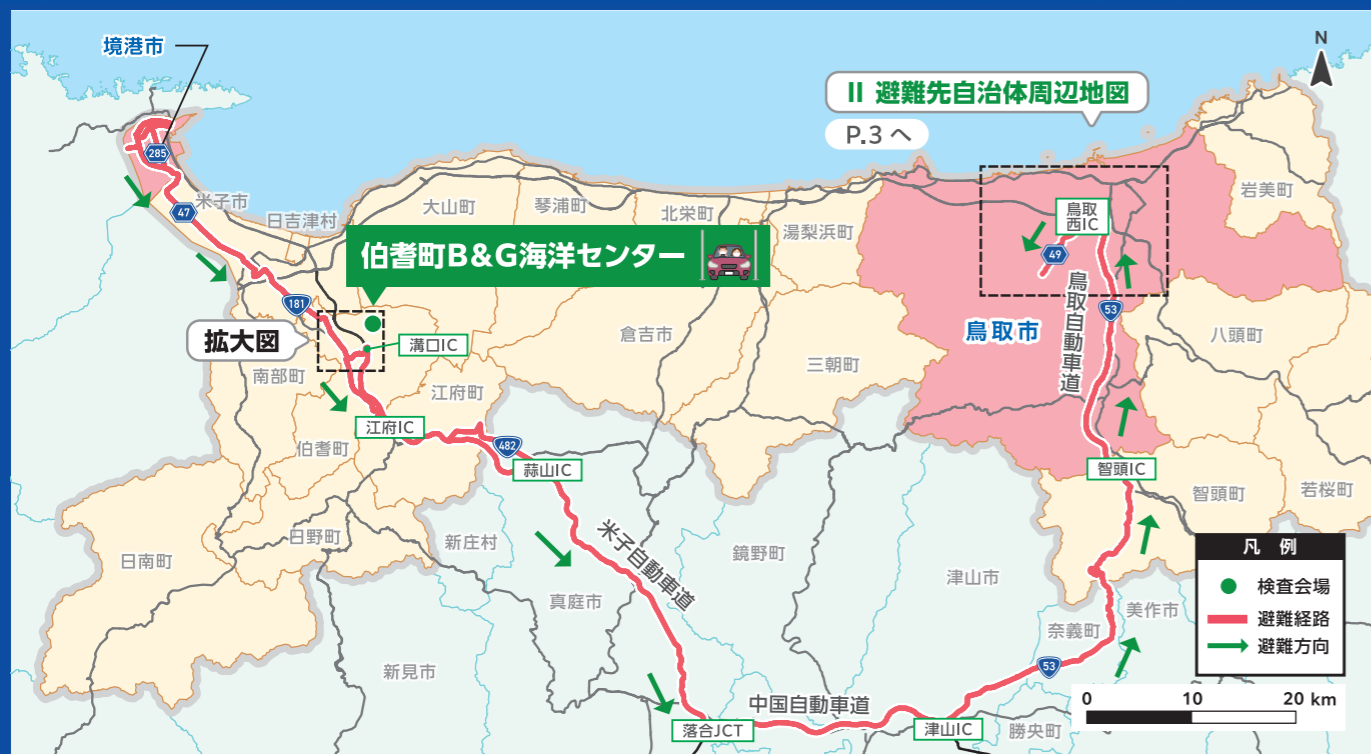 境港市
N
II 避難先自治体周辺地図
P.3 へ
285
米子市
47
日吉津村
大山町
琴浦町
北栄町
湯梨浜町
岩美町
鳥取
西IC
49
伯耆町B&G海洋センター
181
拡大図
溝口IC
南部町
倉吉市
三朝町
鳥取市
鳥取自動車道
53
八頭町
江府町
江府IC
伯耆町
482
蒜山IC
智頭IC
智頭町
若桜町
日野町
日南町
新庄村
米子自動車道
鏡野町
津山市
真庭市
新見市
奈義町
美作市
53
中国自動車道
落合JCT
津山IC
勝央町
凡 例
検査会場
避難経路
避難方向
0 10 20 km